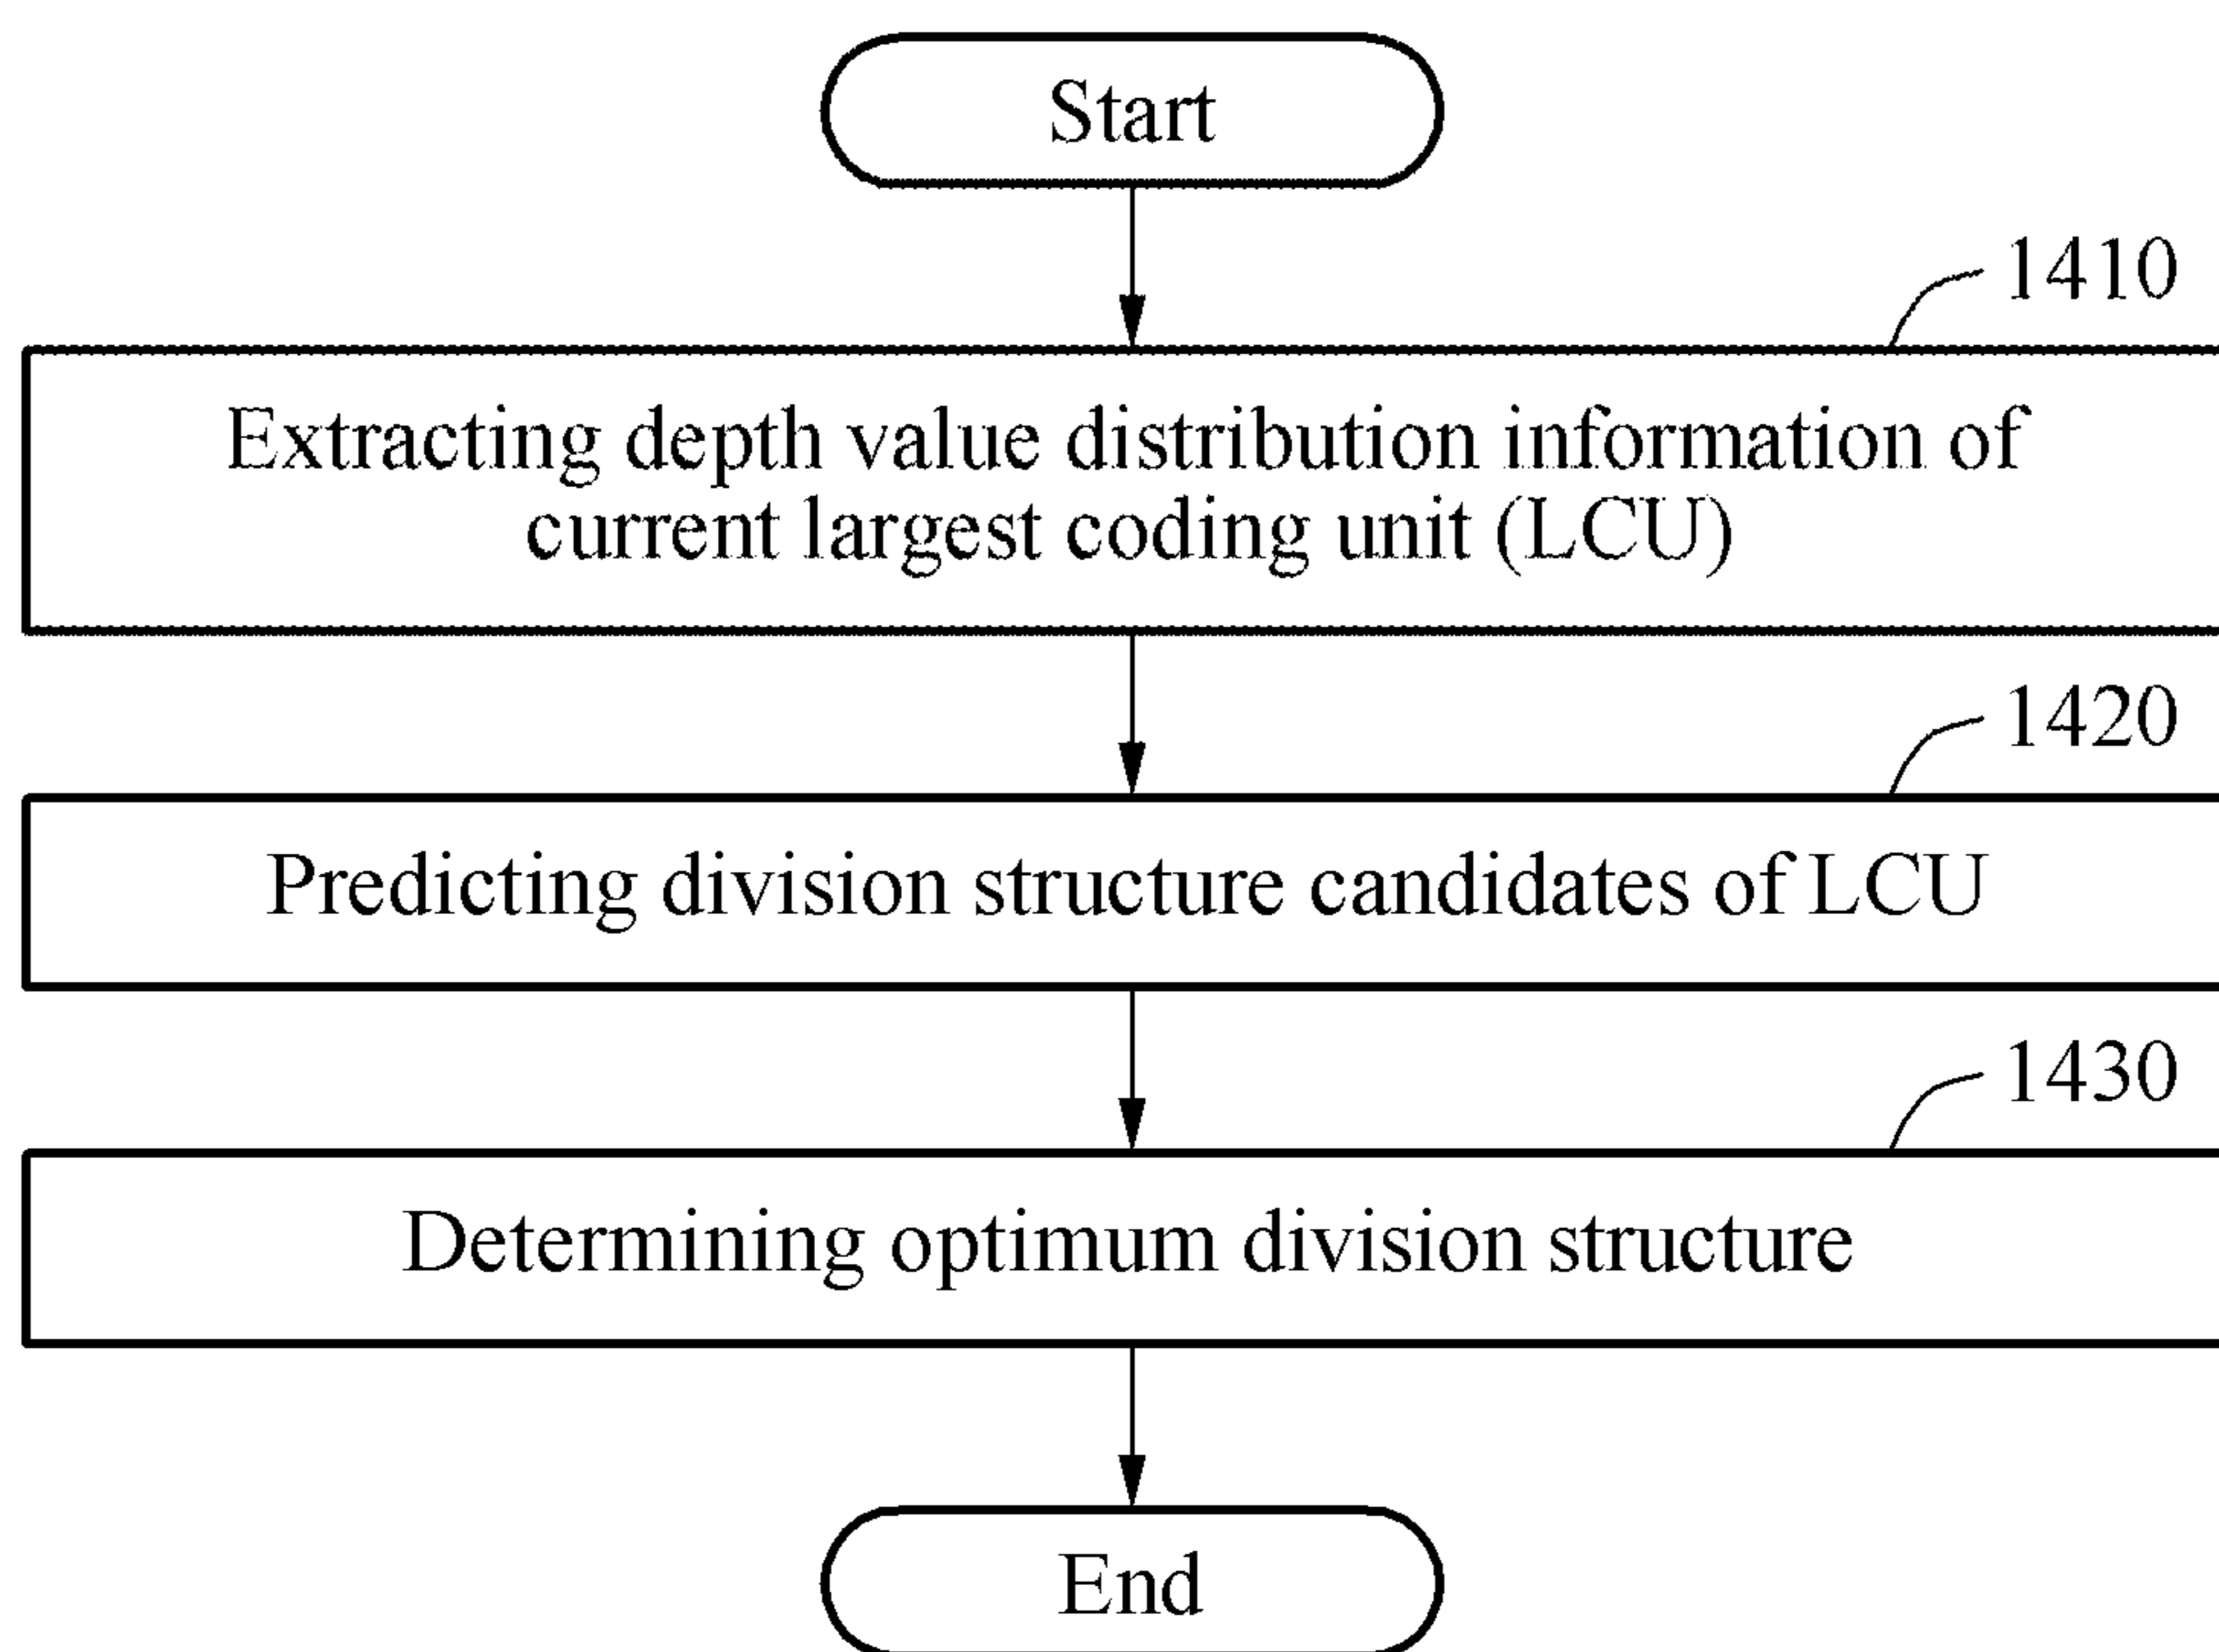 Start
1410
Extracting depth value distribution information of
current largest coding unit (LCU)
1420
Predicting division structure candidates of LCU
1430
Determining optimum division structure
End